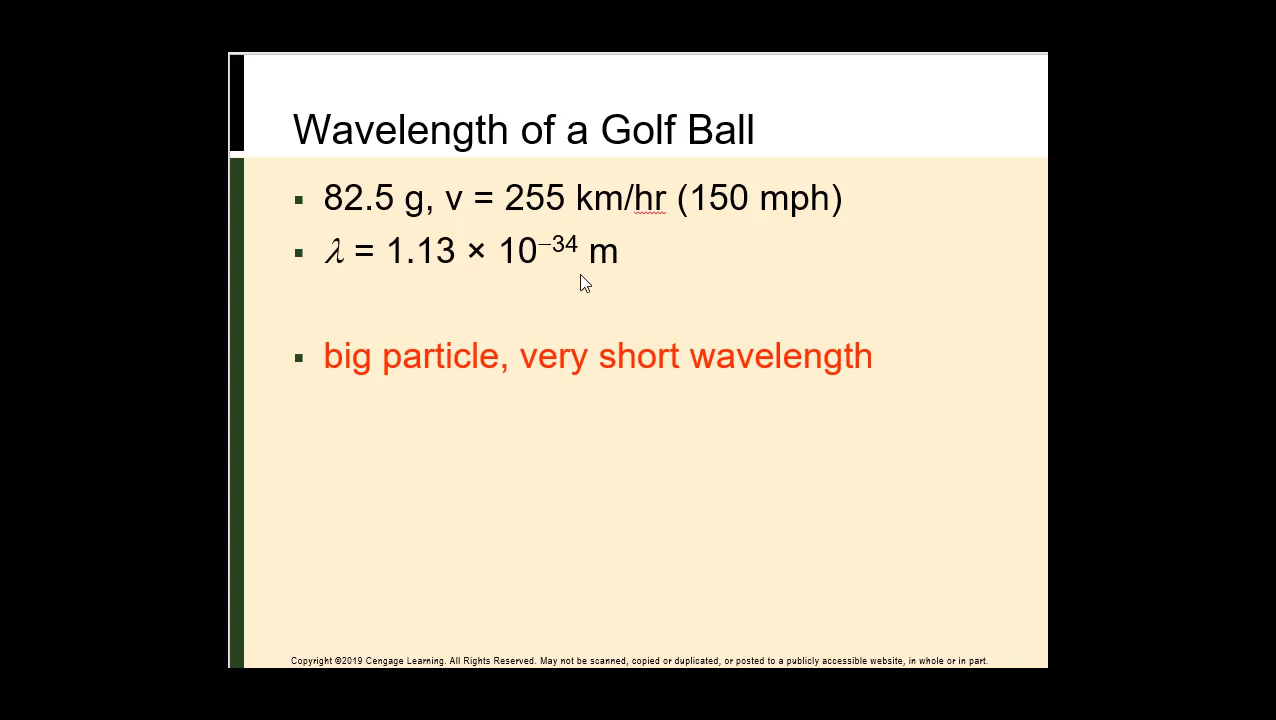 Wavelength of a Golf Ball
▪ 82.5 g, v = 255 km/hr (150 mph)
▪ λ = 1.13 × 10⁻³⁴ m
▪ big particle, very short wavelength
Copyright ©2019 Cengage Learning. All Rights Reserved. May not be scanned, copied or duplicated, or posted to a publicly accessible website, in whole or in part.